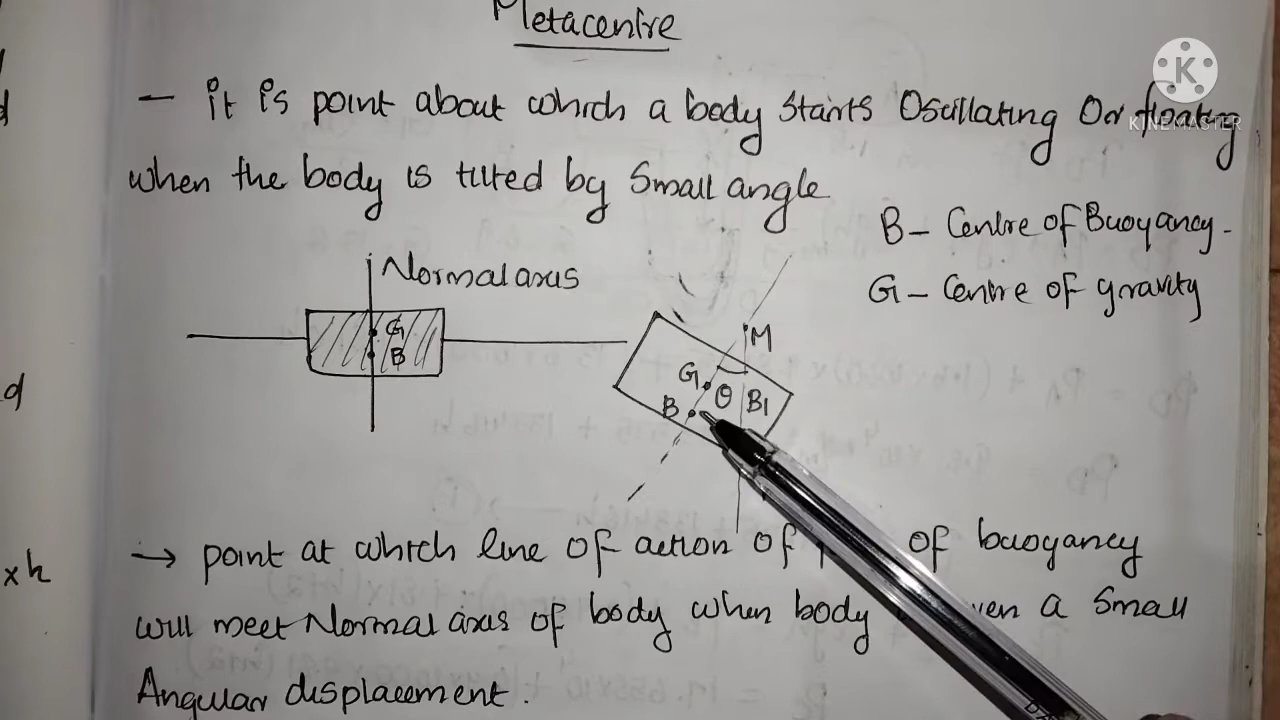 Metacentre
KINEMASTER
- it is point about which a body starts Oscillating Or floating
when the body is tilted by Small angle
B - Centre of Buoyancy -
G - Centre of gravity
Normal axis
G
B
M
G θ
B B1
d
d
xh
→ point at which line of action of of buoyancy
will meet Normal axis of body when body a small
Angular displacement.